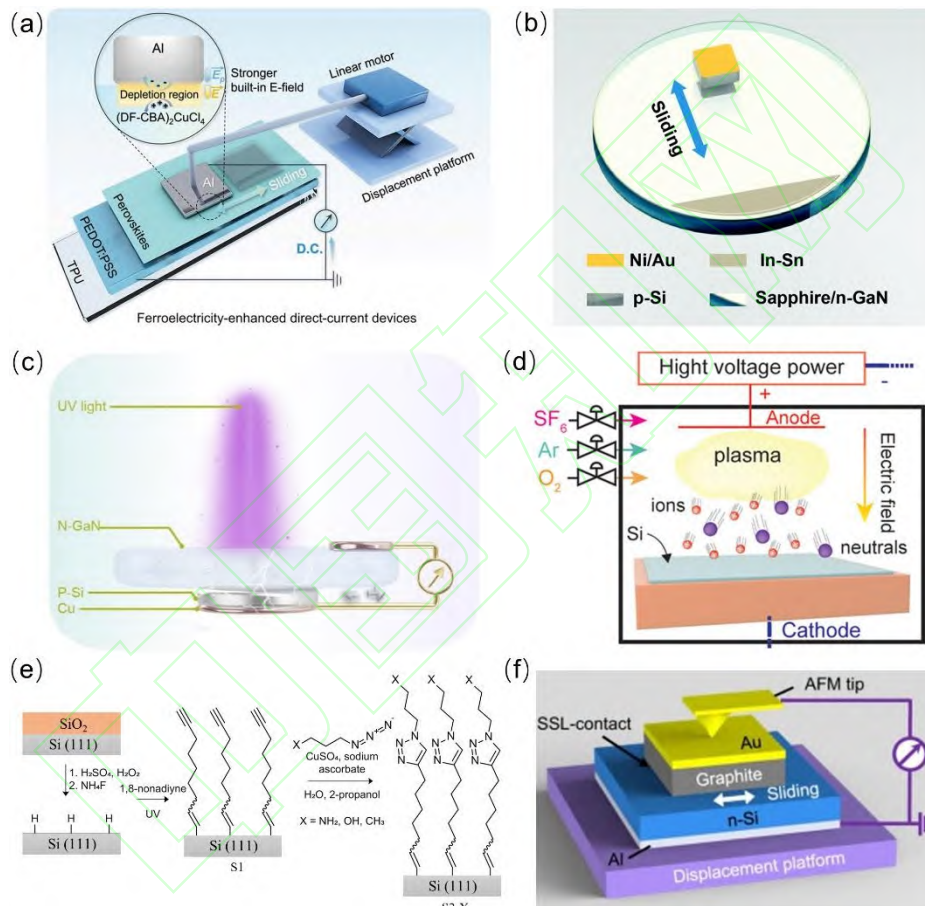 (a)
Al
Depletion region
(DF-CBA)₂CuCl₄
Stronger
built-in E-field
Linear motor
Displacement platform
Al
Sliding
Perovskites
PEDOT:PSS
TPU
D.C.
Ferroelectricity-enhanced direct-current devices
(b)
Sliding
Ni/Au
In-Sn
p-Si
Sapphire/n-GaN
(c)
UV light
N-GaN
P-Si
Cu
(d)
Hight voltage power
-
+
SF₆
Ar
O₂
Anode
plasma
ions
Si
neutrals
Electric field
Cathode
(e)
SiO₂
Si (111)
1. H₂SO₄, H₂O₂
2. NH₄F
H H H
Si (111)
1,8-nonadiyne
UV
Si (111)
S1
X
CuSO₄, sodium
ascorbate
H₂O, 2-propanol
X = NH₂, OH, CH₃
X X X
Si (111)
(f)
AFM tip
SSL-contact
Au
Graphite
Sliding
n-Si
Al
Displacement platform